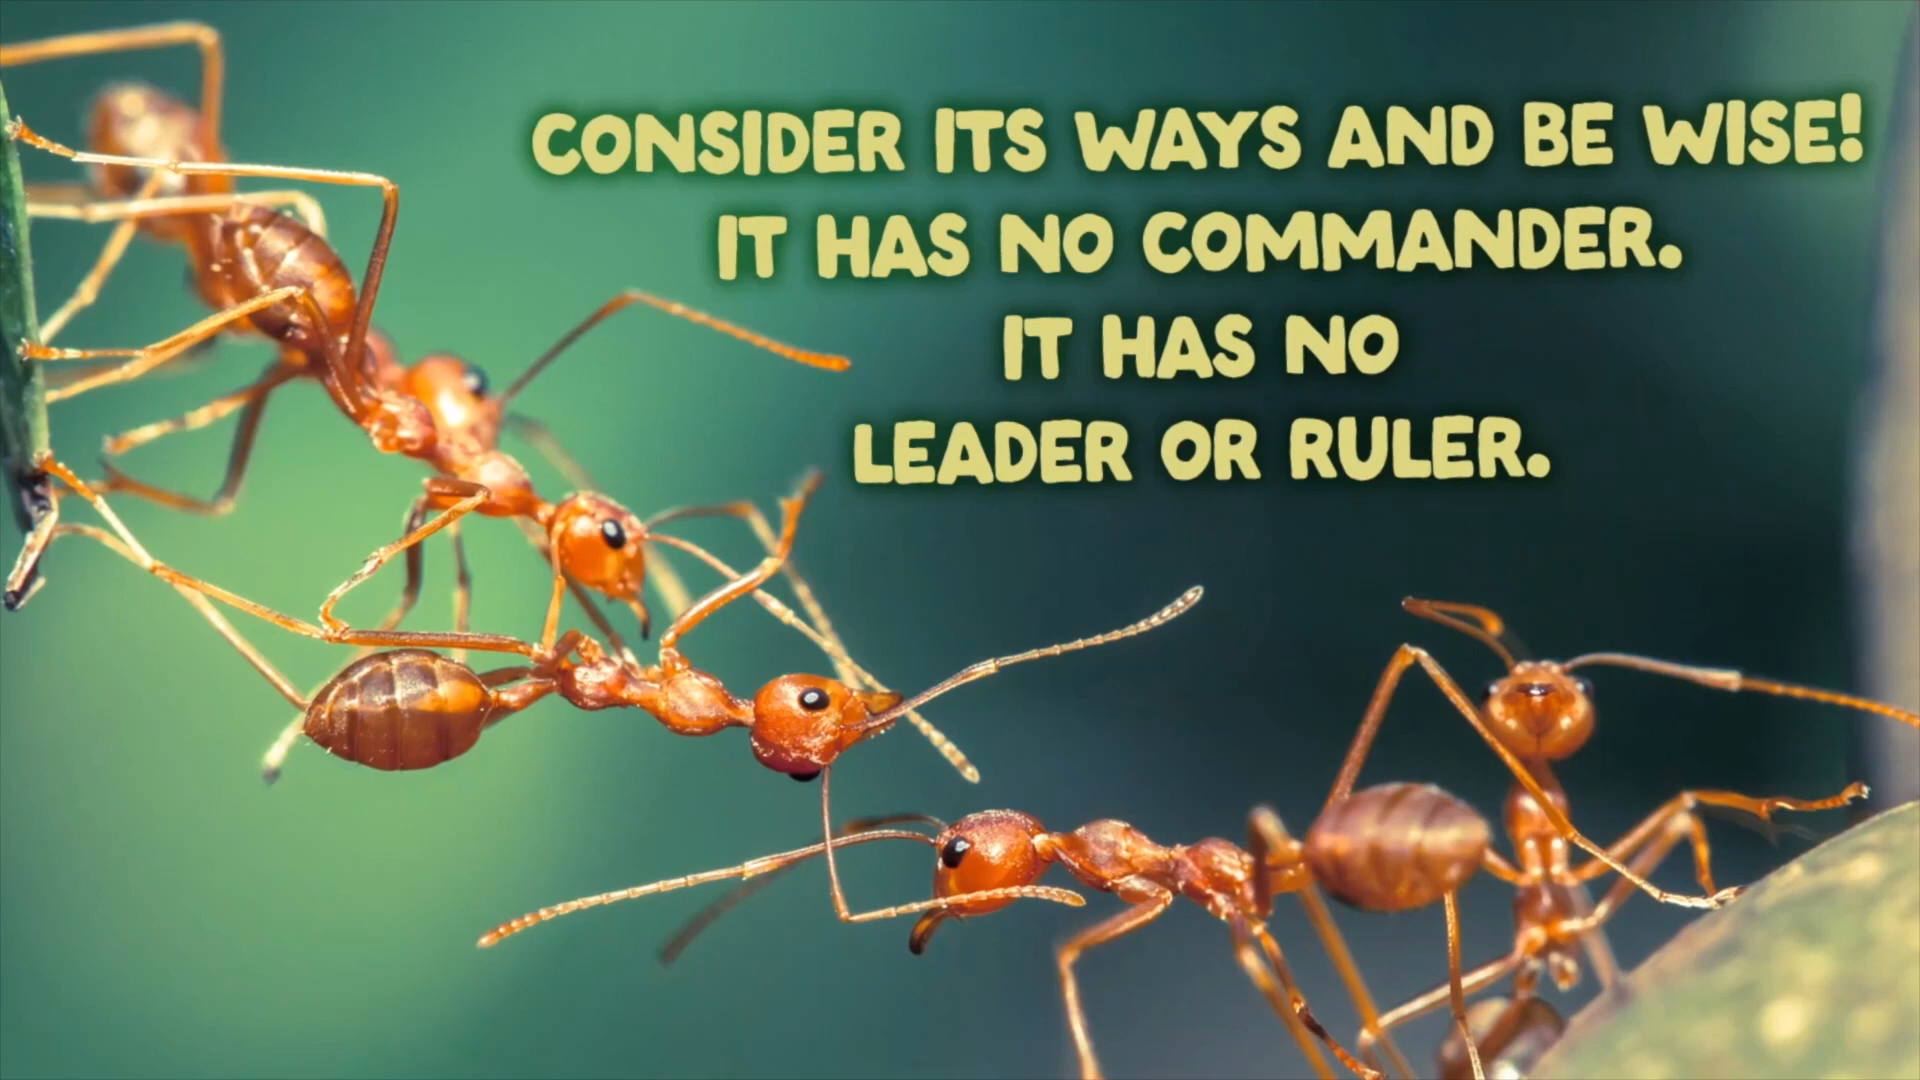 CONSIDER ITS WAYS AND BE WISE!
IT HAS NO COMMANDER.
IT HAS NO
LEADER OR RULER.